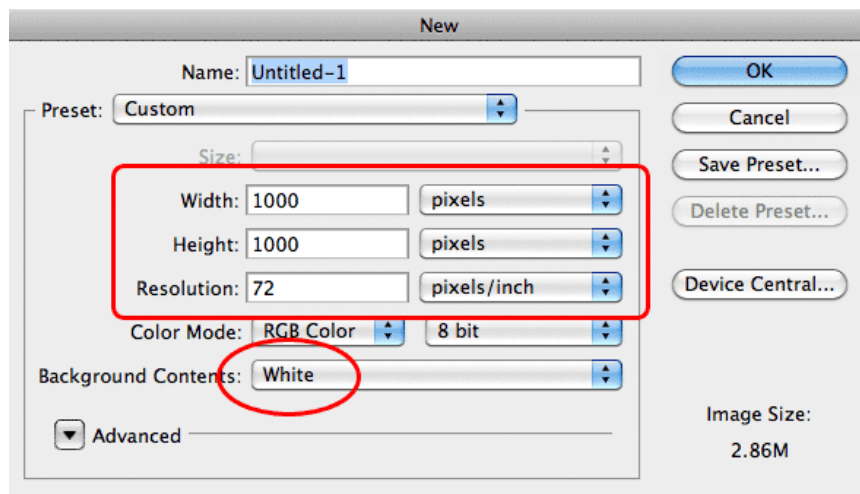 New
Name: Untitled-1
OK
Preset: Custom
Cancel
Size:
Save Preset...
Width: 1000 pixels
Delete Preset...
Height: 1000 pixels
Resolution: 72 pixels/inch
Device Central...
Color Mode: RGB Color 8 bit
Background Contents: White
Advanced
Image Size:
2.86M